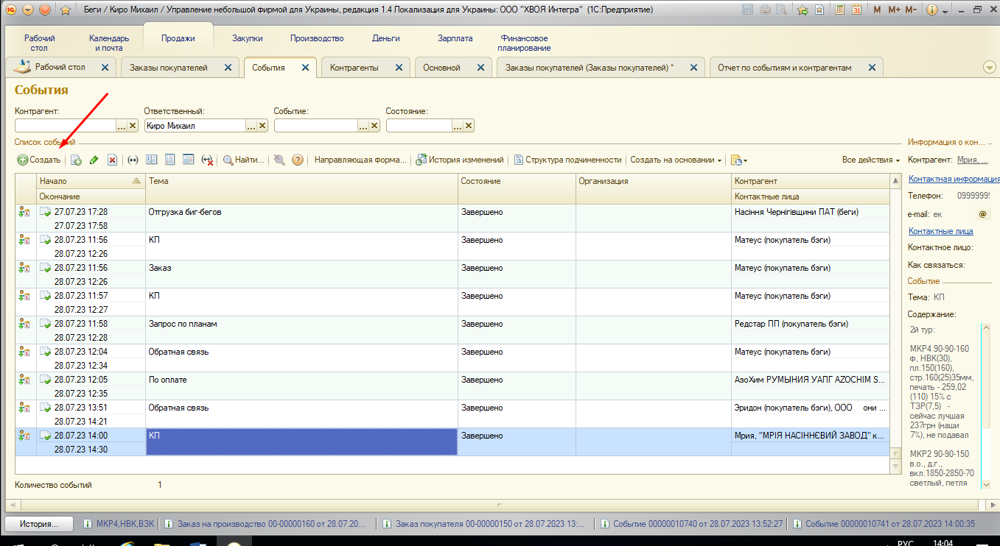 Беги / Киро Михаил / Управление небольшой фирмой для Украины, редакция 1.4 Локализация для Украины: ООО "ХВОЯ Интегра" (1С:Предприятие)
M M+ M-
Рабочий стол
Календарь и почта
Продажи
Закупки
Производство
Деньги
Зарплата
Финансовое планирование
Рабочий стол
Заказы покупателей
События
Контрагенты
Основной
Заказы покупателей (Заказы покупателей) *
Отчет по событиям и контрагентам
События
Контрагент:
Ответственный:
Событие:
Состояние:
Киро Михаил
Список событий
Создать
Найти...
Направляющая форма...
История изменений
Структура подчиненности
Создать на основании
Все действия
Начало
Тема
Состояние
Организация
Контрагент
Окончание
Контактные лица
27.07.23 17:28 Отгрузка биг-бегов Завершено Насіння Чернігівщини ПАТ (беги)
27.07.23 17:58
28.07.23 11:56 КП Завершено Матеус (покупатель бэги)
28.07.23 12:26
28.07.23 11:56 Заказ Завершено Матеус (покупатель бэги)
28.07.23 12:26
28.07.23 11:57 КП Завершено Матеус (покупатель бэги)
28.07.23 12:27
28.07.23 11:58 Запрос по планам Завершено Редстар ПП (покупатель бэги)
28.07.23 12:28
28.07.23 12:04 Обратная связь Завершено Матеус (покупатель бэги)
28.07.23 12:34
28.07.23 12:05 По оплате Завершено АзоХим РУМЫНИЯ УАПГ AZOCHIM S...
28.07.23 12:35
28.07.23 13:51 Обратная связь Завершено Эридон (покупатель бэги), ООО они ...
28.07.23 14:21
28.07.23 14:00 КП Завершено Мрия, "МРІЯ НАСІННЄВИЙ ЗАВОД" к...
28.07.23 14:30
Количество событий 1
Информация о кон...
Контрагент: Мрия, ...
Контактная информация
Телефон: 0999999
e-mail: ек @
Контактные лица
Контактное лицо:
Как связаться:
Событие
Тема: КП
Содержание:
2й тур:
МКР4 90-90-160
ф, НВК(30),
пл.150(160),
стр.160(25)35мм,
печать - 259,02
(110) 15% с
ТЗР(7,5) -
сейчас лучшая
237грн (наши
7%), не подавал
МКР2 90-90-150
в.о., д.г.,
вкл.1850-2850-70
светлый, петля
История...
МКР4,НВК,ВЗК
Заказ на производство 00-00000160 от 28.07.20...
Заказ покупателя 00-00000150 от 28.07.2023 13:...
Событие 00000010740 от 28.07.2023 13:52:27
Событие 00000010741 от 28.07.2023 14:00:35
РУС 14:04